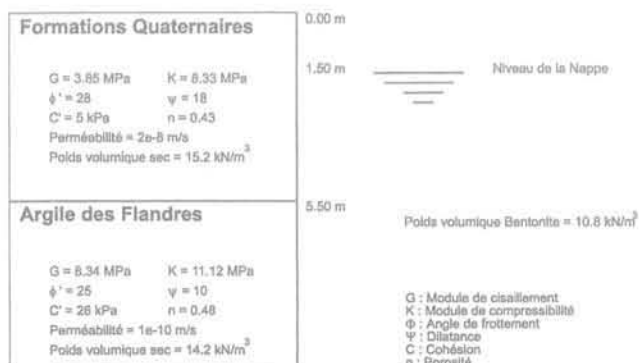 Formations Quaternaires
G = 3.85 MPa K = 8.33 MPa
ϕ' = 28 ψ = 18
C' = 5 kPa n = 0.43
Perméabilité = 2e-8 m/s
Poids volumique sec = 15.2 kN/m³
Argile des Flandres
G = 8.34 MPa K = 11.12 MPa
ϕ' = 25 ψ = 10
C' = 26 kPa n = 0.48
Perméabilité = 1e-10 m/s
Poids volumique sec = 14.2 kN/m³
0.00 m
1.50 m
5.50 m
Niveau de la Nappe
Poids volumique Bentonite = 10.8 kN/m³
G : Module de cisaillement
K : Module de compressibilité
Φ : Angle de frottement
Ψ : Dilatance
C : Cohésion
n : Porosité